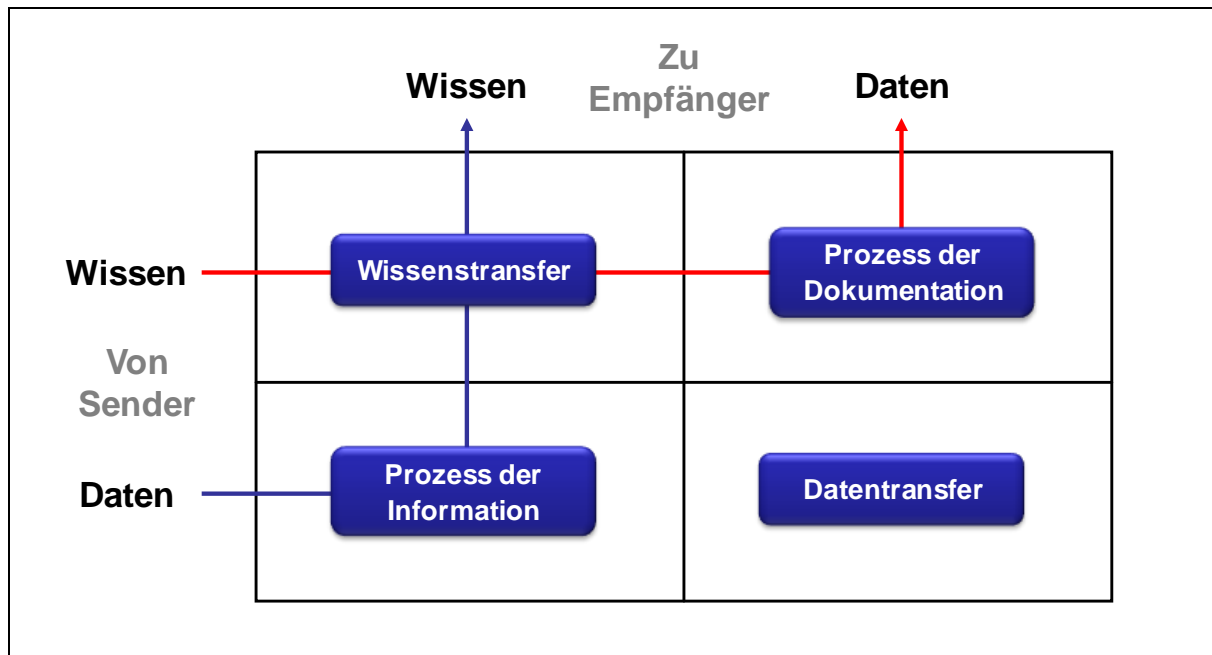 Zu
Empfänger
Wissen
Daten
Wissen
Wissenstransfer
Prozess der
Dokumentation
Von
Sender
Daten
Prozess der
Information
Datentransfer